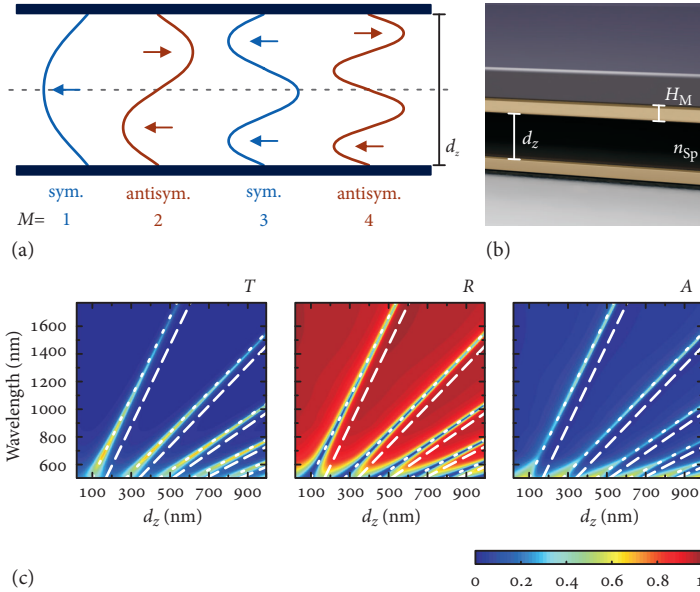 (a)
d_z
sym. antisym. sym. antisym.
M= 1 2 3 4
(b)
H_M
d_z
n_Sp
(c)
T R A
Wavelength (nm)
1600
1400
1200
1000
800
600
100 300 500 700 900
100 300 500 700 900
100 300 500 700 900
d_z (nm) d_z (nm) d_z (nm)
0 0.2 0.4 0.6 0.8 1